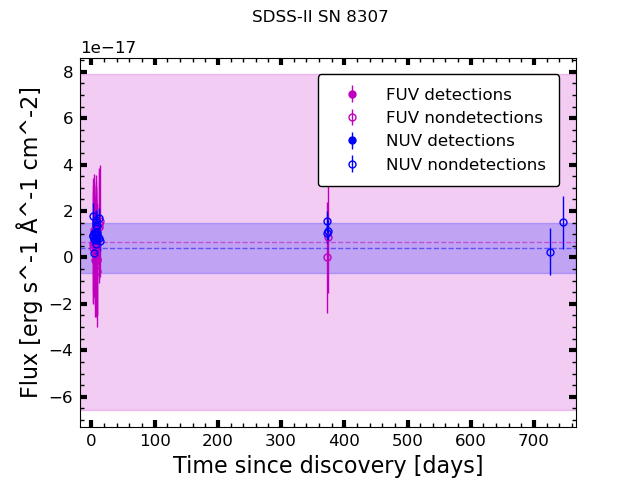 SDSS-II SN 8307
1e−17
FUV detections
FUV nondetections
NUV detections
NUV nondetections
8
6
4
2
0
−2
−4
−6
Flux [erg s^-1 Å^-1 cm^-2]
0 100 200 300 400 500 600 700
Time since discovery [days]